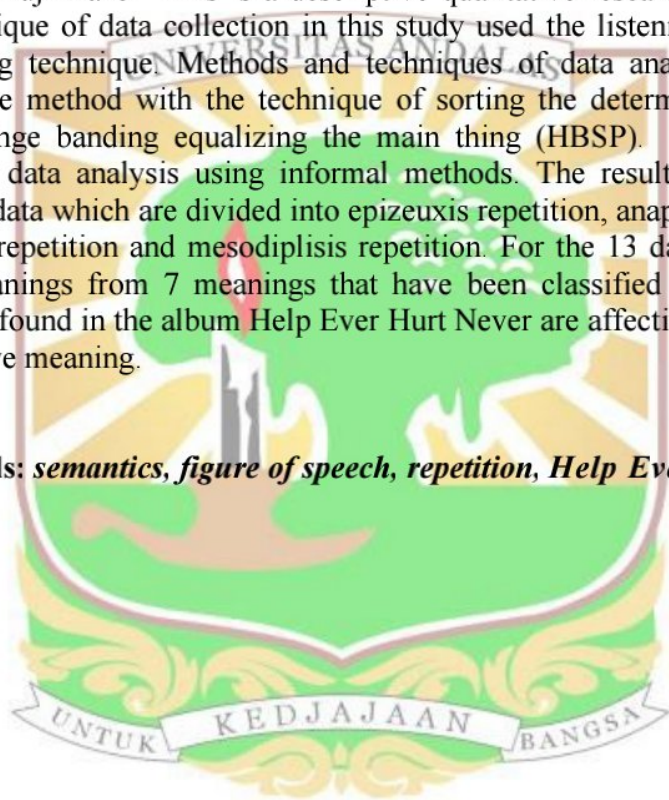 ique of data collection in this study used the listeni
UNIVERSITAS ANDALAS
g technique. Methods and techniques of data ana
e method with the technique of sorting the determ
nge banding equalizing the main thing (HBSP).
data analysis using informal methods. The result
data which are divided into epizeuxis repetition, anap
repetition and mesodiplisis repetition. For the 13 da
anings from 7 meanings that have been classified
found in the album Help Ever Hurt Never are affecti
ve meaning.
ls: semantics, figure of speech, repetition, Help Eve
UNTUK KEDJAJAAN BANGSA